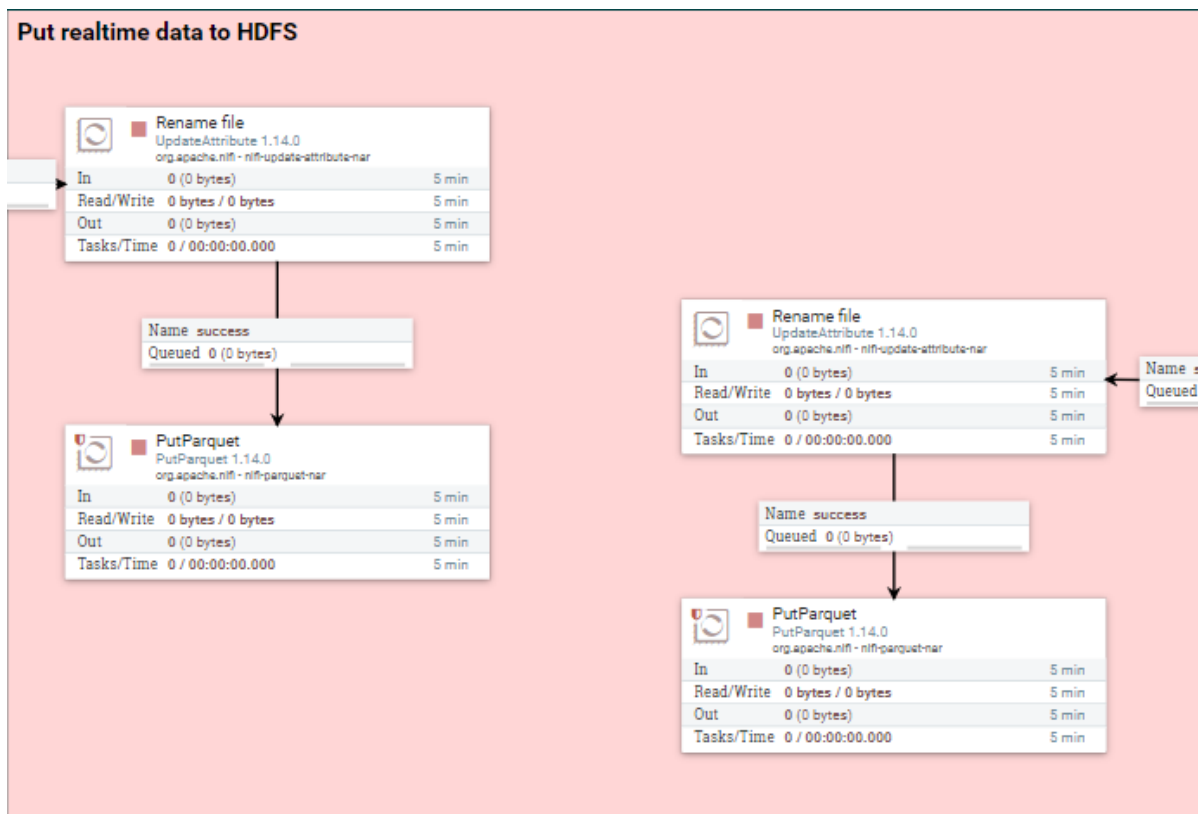 Put realtime data to HDFS
Rename file
UpdateAttribute 1.14.0
org.apache.nifi - nifi-update-attribute-nar
In 0 (0 bytes) 5 min
Read/Write 0 bytes / 0 bytes 5 min
Out 0 (0 bytes) 5 min
Tasks/Time 0 / 00:00:00.000 5 min
Name success
Queued 0 (0 bytes)
PutParquet
PutParquet 1.14.0
org.apache.nifi - nifi-parquet-nar
In 0 (0 bytes) 5 min
Read/Write 0 bytes / 0 bytes 5 min
Out 0 (0 bytes) 5 min
Tasks/Time 0 / 00:00:00.000 5 min
Rename file
UpdateAttribute 1.14.0
org.apache.nifi - nifi-update-attribute-nar
In 0 (0 bytes) 5 min
Read/Write 0 bytes / 0 bytes 5 min
Out 0 (0 bytes) 5 min
Tasks/Time 0 / 00:00:00.000 5 min
Name
Queued
Name success
Queued 0 (0 bytes)
PutParquet
PutParquet 1.14.0
org.apache.nifi - nifi-parquet-nar
In 0 (0 bytes) 5 min
Read/Write 0 bytes / 0 bytes 5 min
Out 0 (0 bytes) 5 min
Tasks/Time 0 / 00:00:00.000 5 min